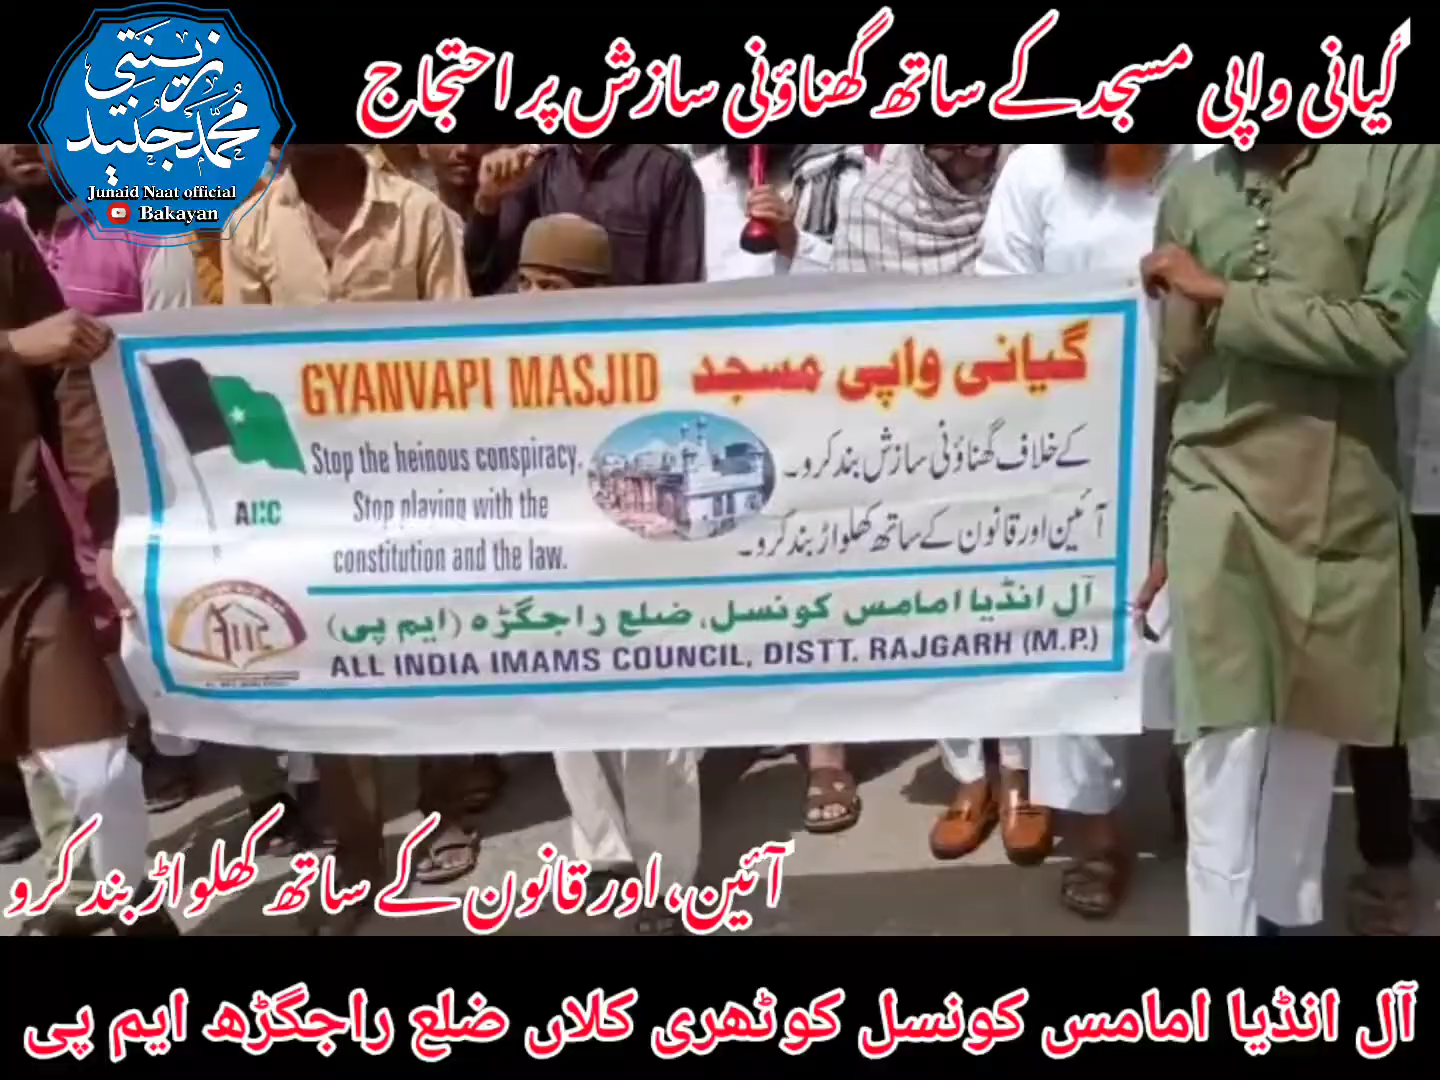 زینتی
محمد جنید
Junaid Naat official
Bakayan
گیانی واپی مسجد کے ساتھ گھناؤنی سازش پر احتجاج
GYANVAPI MASJID گیانی واپی مسجد
Stop the heinous conspiracy.
Stop playing with the
constitution and the law.
کے خلاف گھناؤنی سازش بند کرو۔
آئین اور قانون کے ساتھ کھلواڑ بند کرو۔
AIIC
آل انڈیا امامس کونسل، ضلع راجگڑہ (ایم پی)
ALL INDIA IMAMS COUNCIL, DISTT. RAJGARH (M.P.)
آئین، اور قانون کے ساتھ کھلواڑ بند کرو
آل انڈیا امامس کونسل کوٹھری کلاں ضلع راجگڑھ ایم پی